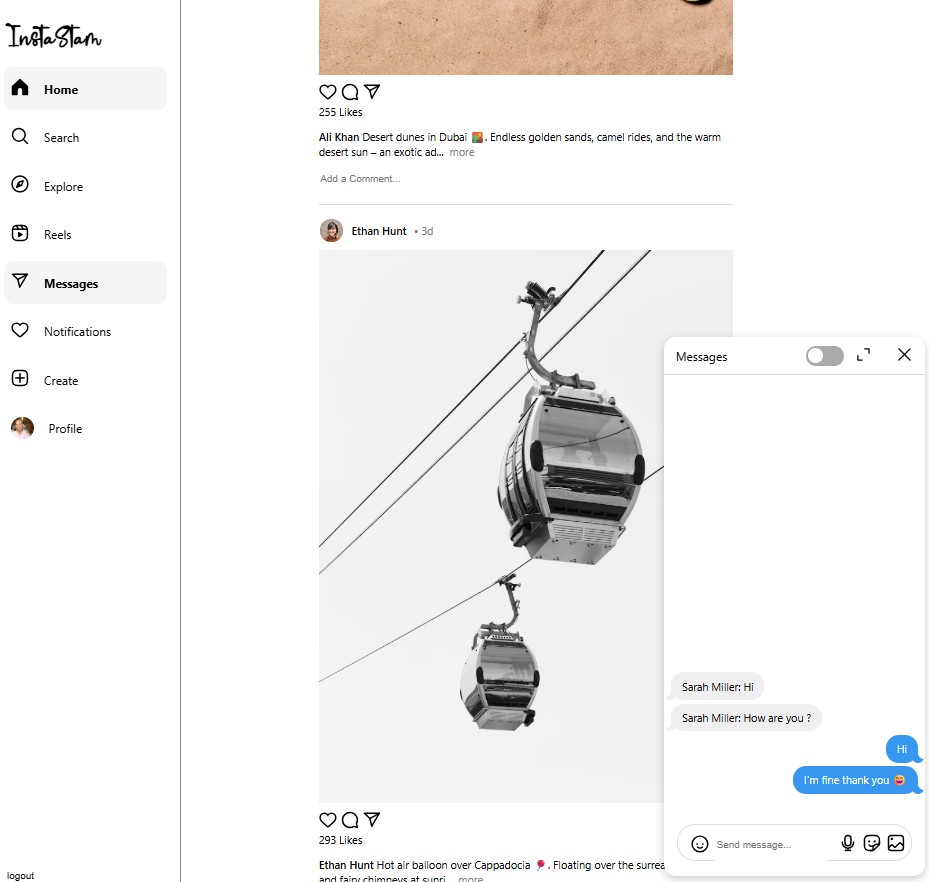 InstaStam
Home
Search
Explore
Reels
Messages
Notifications
Create
Profile
logout
255 Likes
Ali Khan Desert dunes in Dubai 🌇. Endless golden sands, camel rides, and the warm
desert sun – an exotic ad... more
Add a Comment...
Ethan Hunt • 3d
293 Likes
Ethan Hunt Hot air balloon over Cappadocia 🎈. Floating over the surrea
and fairy chimneys at sunri... more
Messages
Sarah Miller: Hi
Sarah Miller: How are you ?
Hi
I'm fine thank you 😄
Send message...